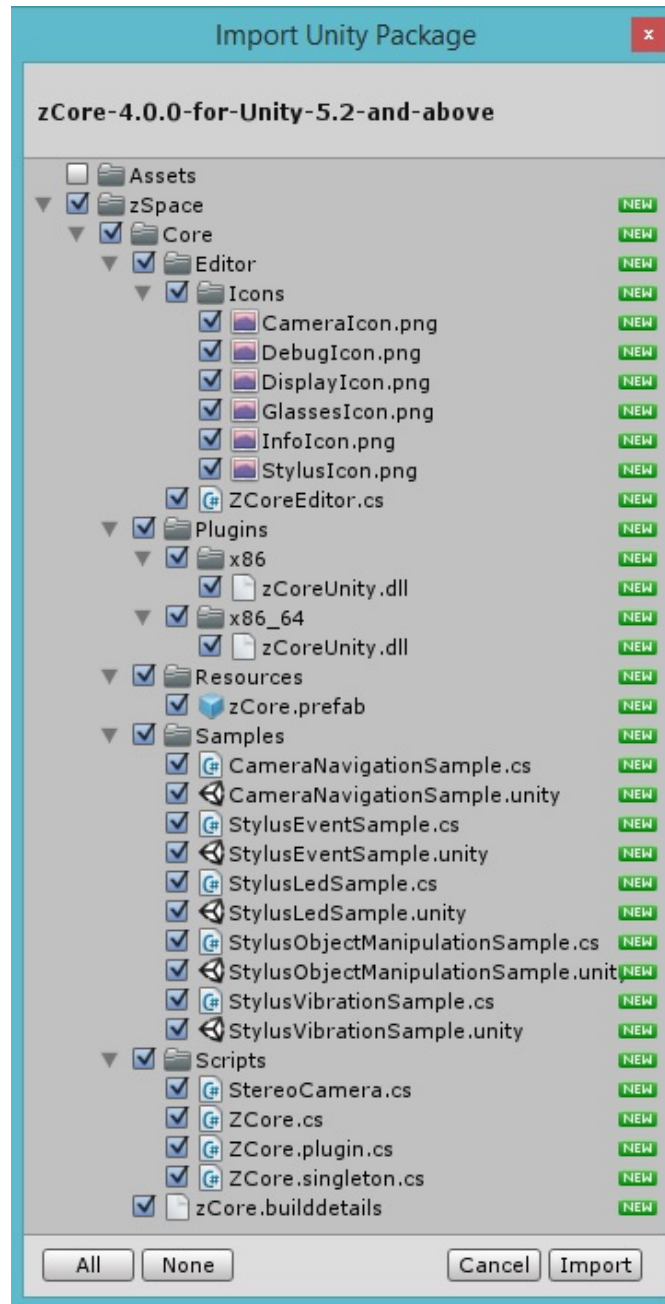 Import Unity Package
x
zCore-4.0.0-for-Unity-5.2-and-above
Assets
zSpace NEW
Core NEW
Editor NEW
Icons NEW
CameraIcon.png NEW
DebugIcon.png NEW
DisplayIcon.png NEW
GlassesIcon.png NEW
InfoIcon.png NEW
StylusIcon.png NEW
C# ZCoreEditor.cs NEW
Plugins NEW
x86 NEW
zCoreUnity.dll NEW
x86_64 NEW
zCoreUnity.dll NEW
Resources NEW
zCore.prefab NEW
Samples NEW
C# CameraNavigationSample.cs NEW
CameraNavigationSample.unity NEW
C# StylusEventSample.cs NEW
StylusEventSample.unity NEW
C# StylusLedSample.cs NEW
StylusLedSample.unity NEW
C# StylusObjectManipulationSample.cs NEW
StylusObjectManipulationSample.unity NEW
C# StylusVibrationSample.cs NEW
StylusVibrationSample.unity NEW
Scripts NEW
C# StereoCamera.cs NEW
C# ZCore.cs NEW
C# ZCore.plugin.cs NEW
C# ZCore.singleton.cs NEW
zCore.builddetails NEW
All None Cancel Import